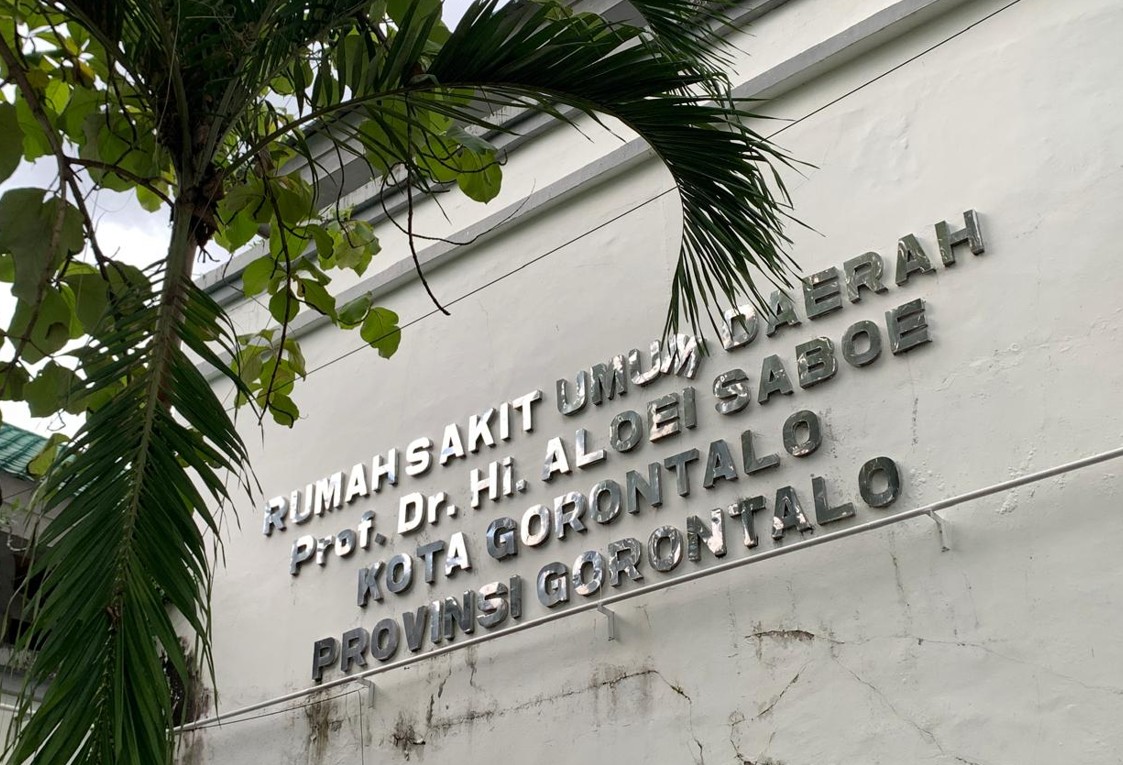 RUMAH SAKIT UMUM DAERAH
Prof. Dr. Hi. ALOEI SABOE
KOTA GORONTALO
PROVINSI GORONTALO